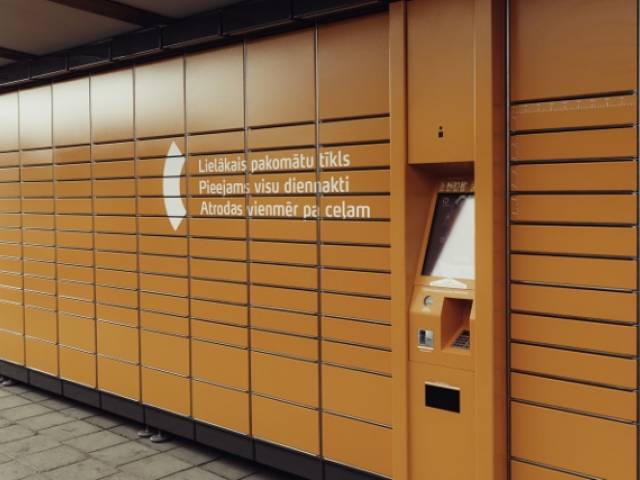 Lielākais pakomātu tīkls
Pieejams visu diennakti
Atrodas vienmēr pa ceļam